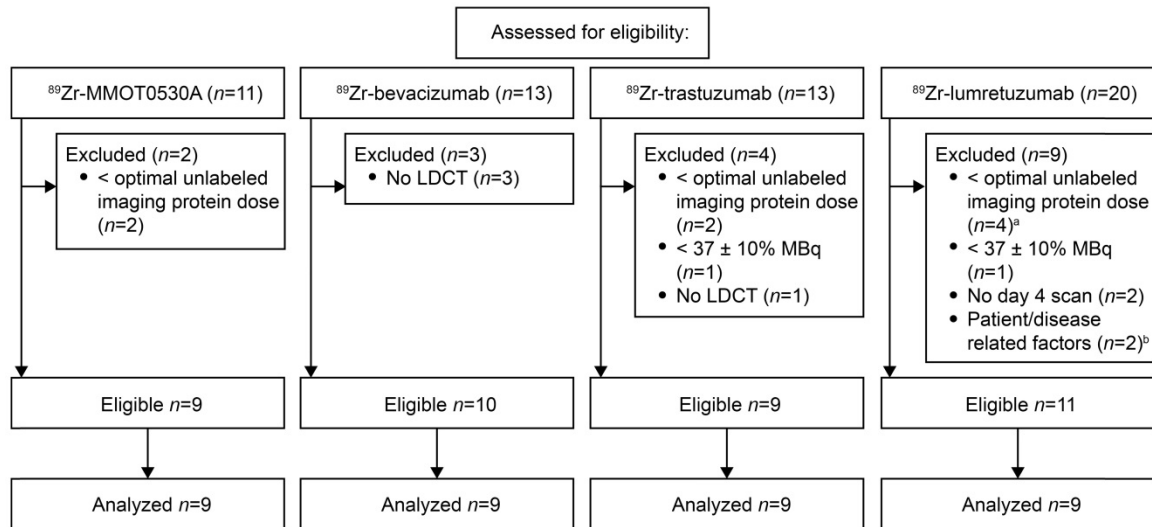 Assessed for eligibility:
⁸⁹Zr-MMOT0530A (n=11)
Excluded (n=2)
• < optimal unlabeled
imaging protein dose
(n=2)
Eligible n=9
Analyzed n=9
⁸⁹Zr-bevacizumab (n=13)
Excluded (n=3)
• No LDCT (n=3)
Eligible n=10
Analyzed n=9
⁸⁹Zr-trastuzumab (n=13)
Excluded (n=4)
• < optimal unlabeled
imaging protein dose
(n=2)
• < 37 ± 10% MBq
(n=1)
• No LDCT (n=1)
Eligible n=9
Analyzed n=9
⁸⁹Zr-lumretuzumab (n=20)
Excluded (n=9)
• < optimal unlabeled
imaging protein dose
(n=4)ᵃ
• < 37 ± 10% MBq
(n=1)
• No day 4 scan (n=2)
• Patient/disease
related factors (n=2)ᵇ
Eligible n=11
Analyzed n=9